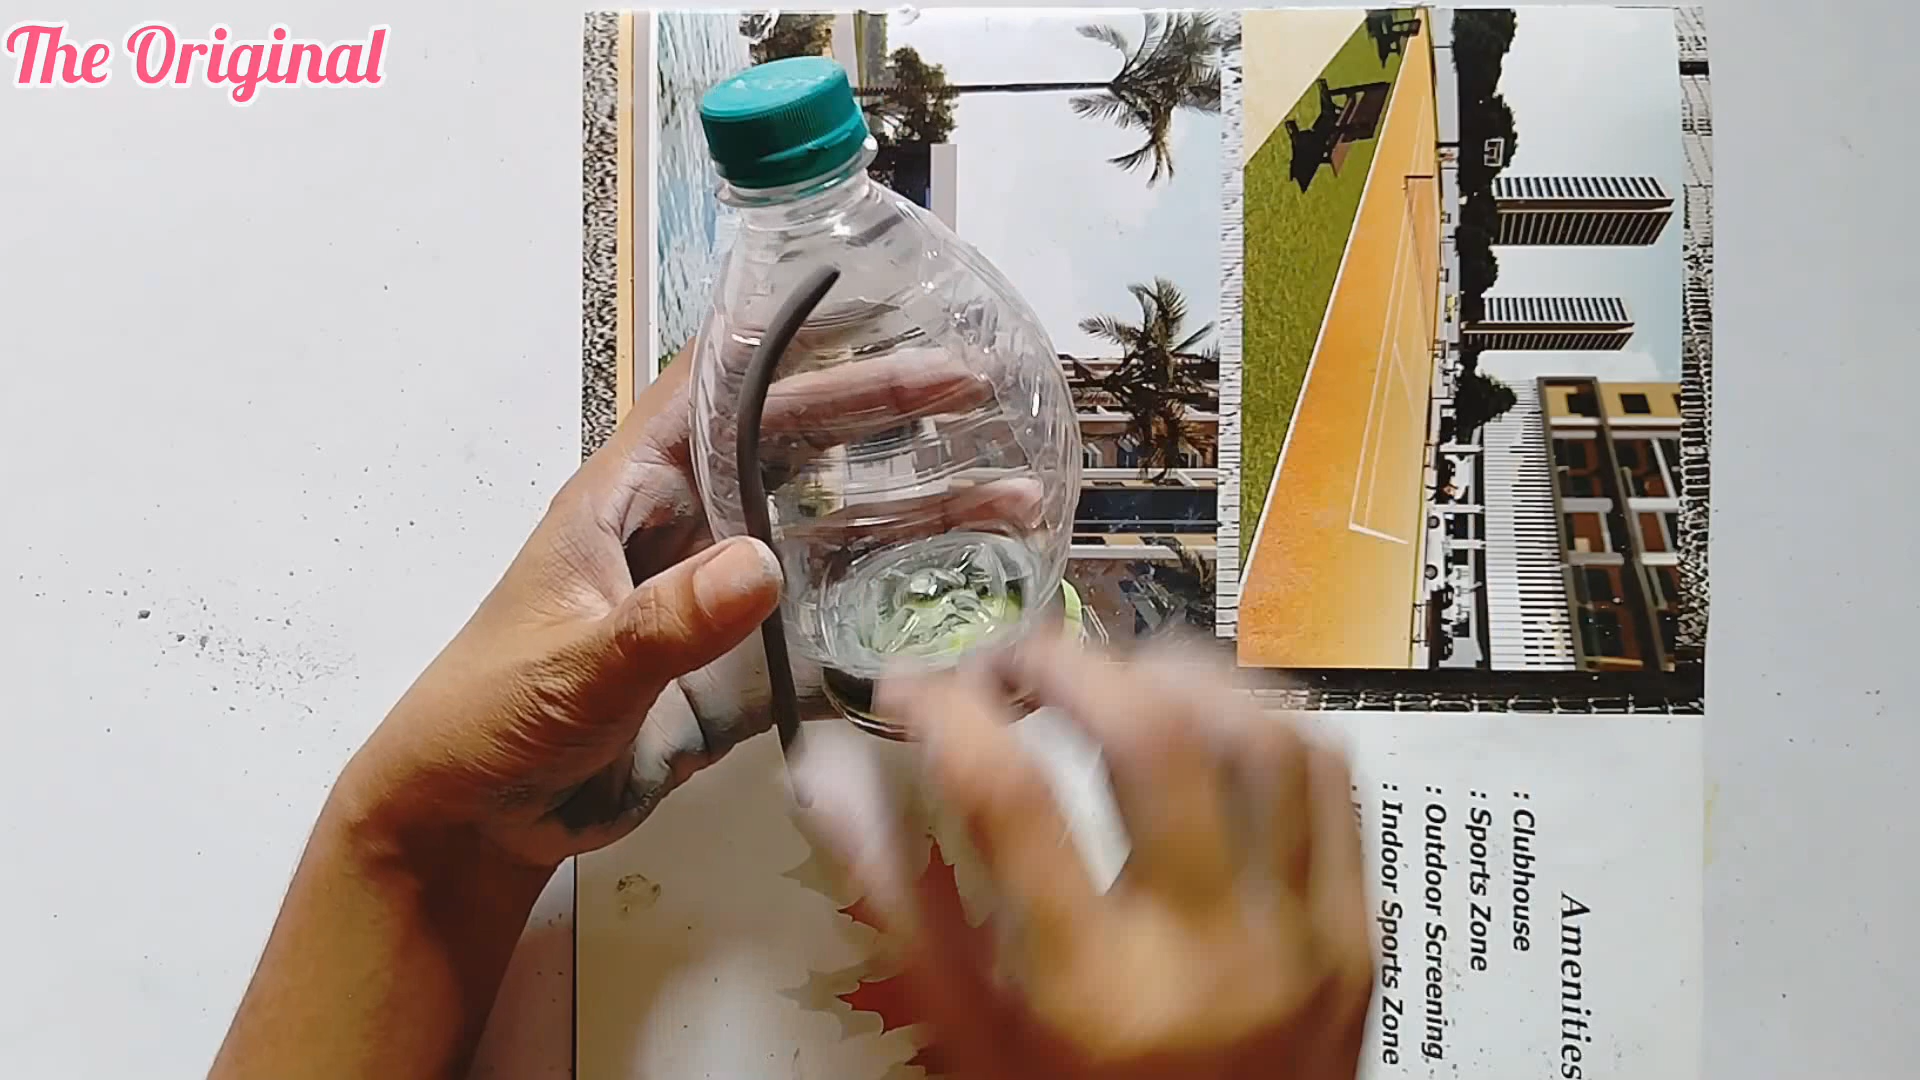 The Original
Amenities
: Clubhouse
: Sports Zone
: Outdoor Screening
: Indoor Sports Zone